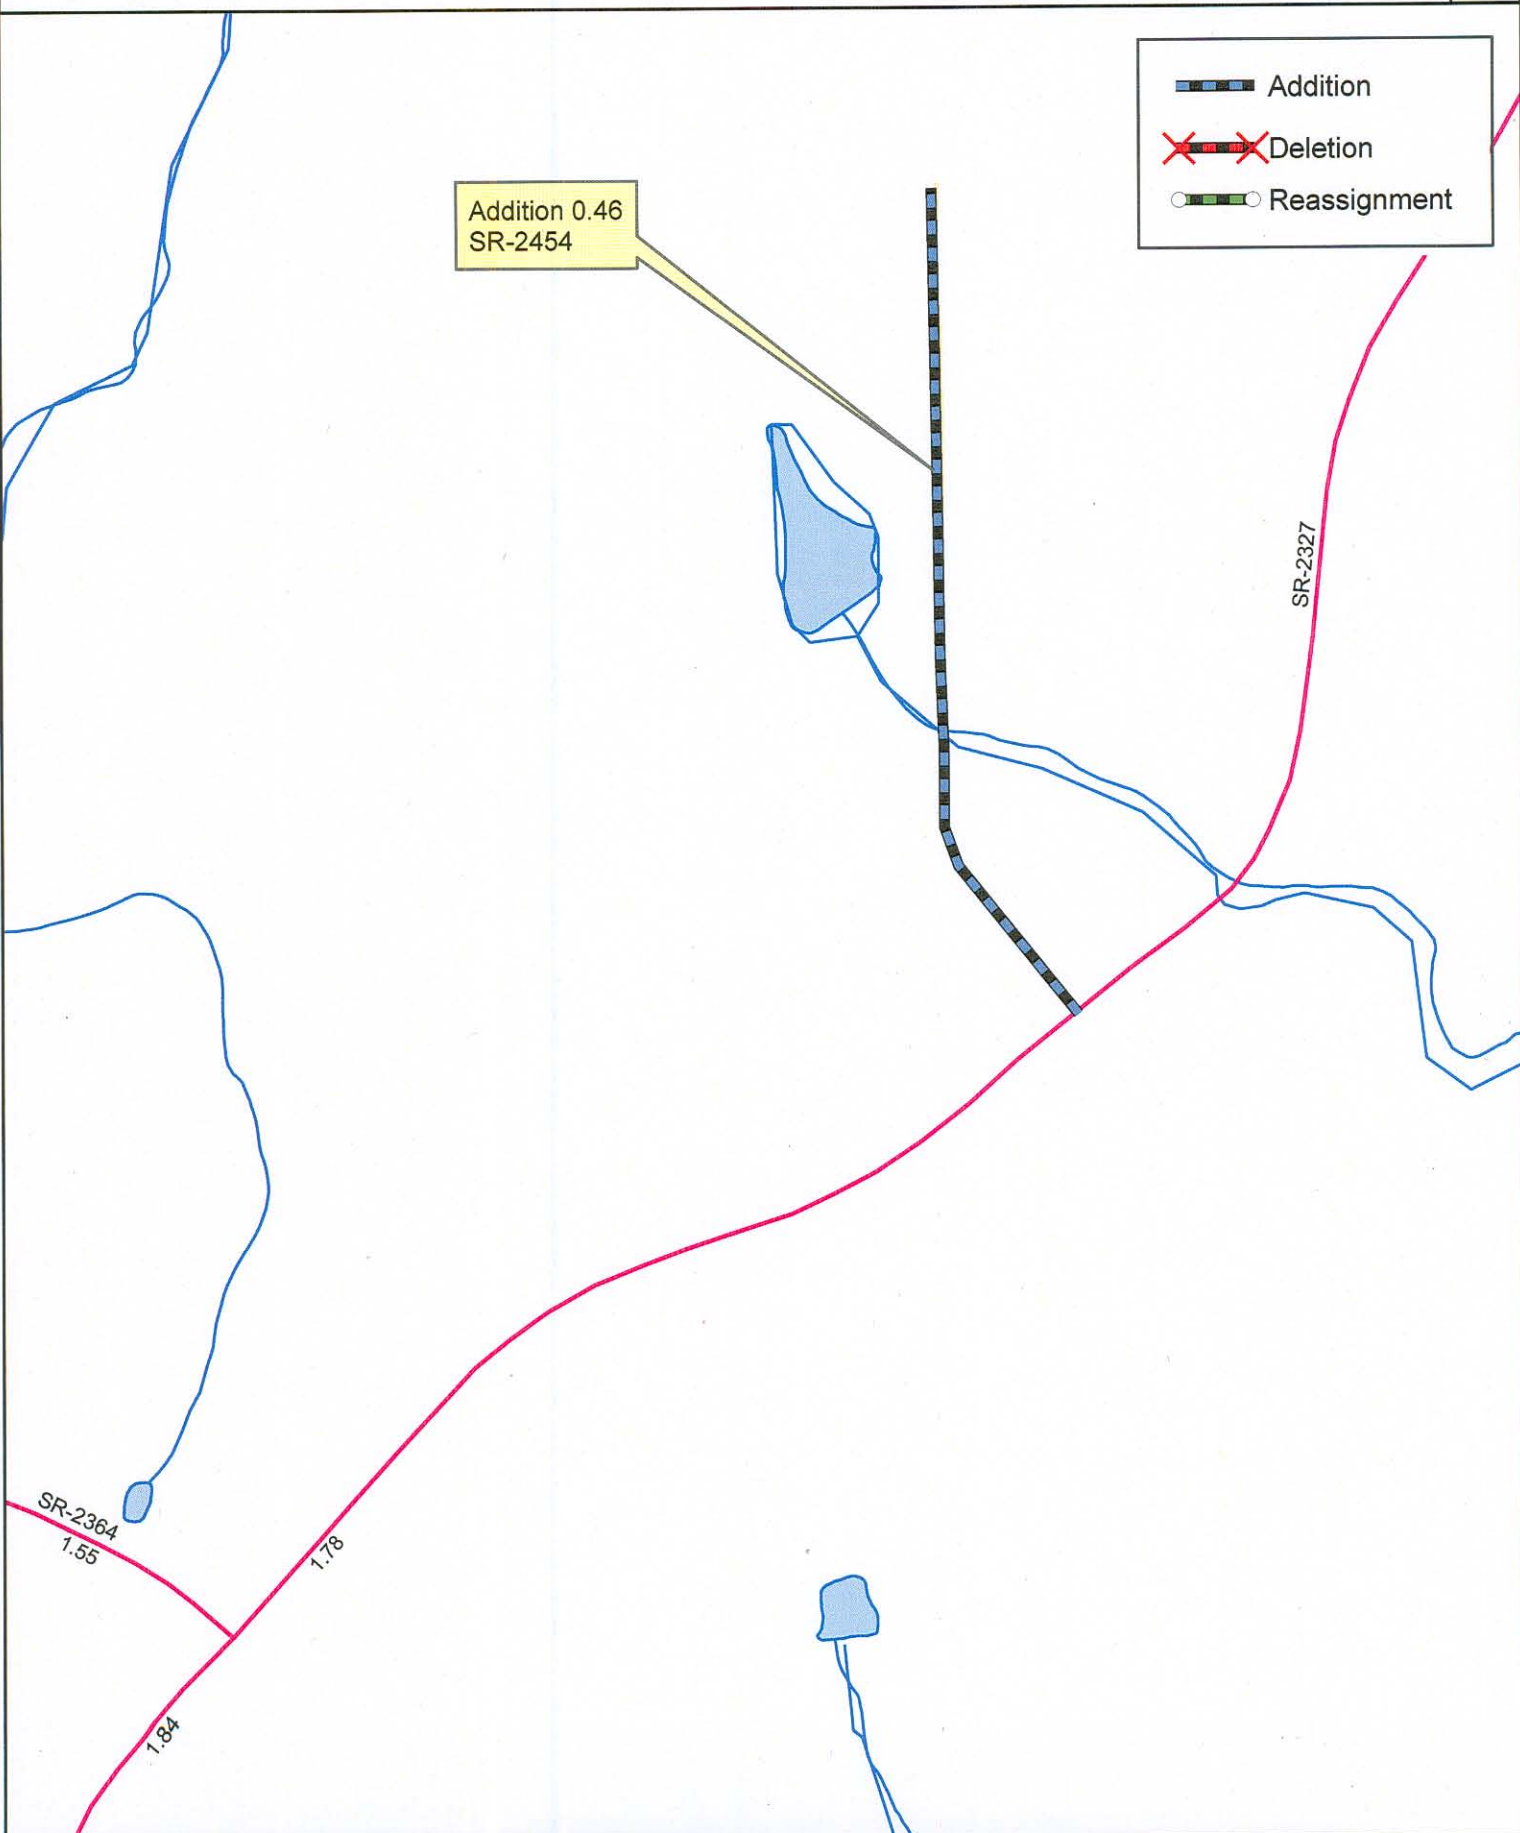 Addition
Deletion
Reassignment
Addition 0.46
SR-2454
SR-2327
SR-2364
1.55
1.78
1.84